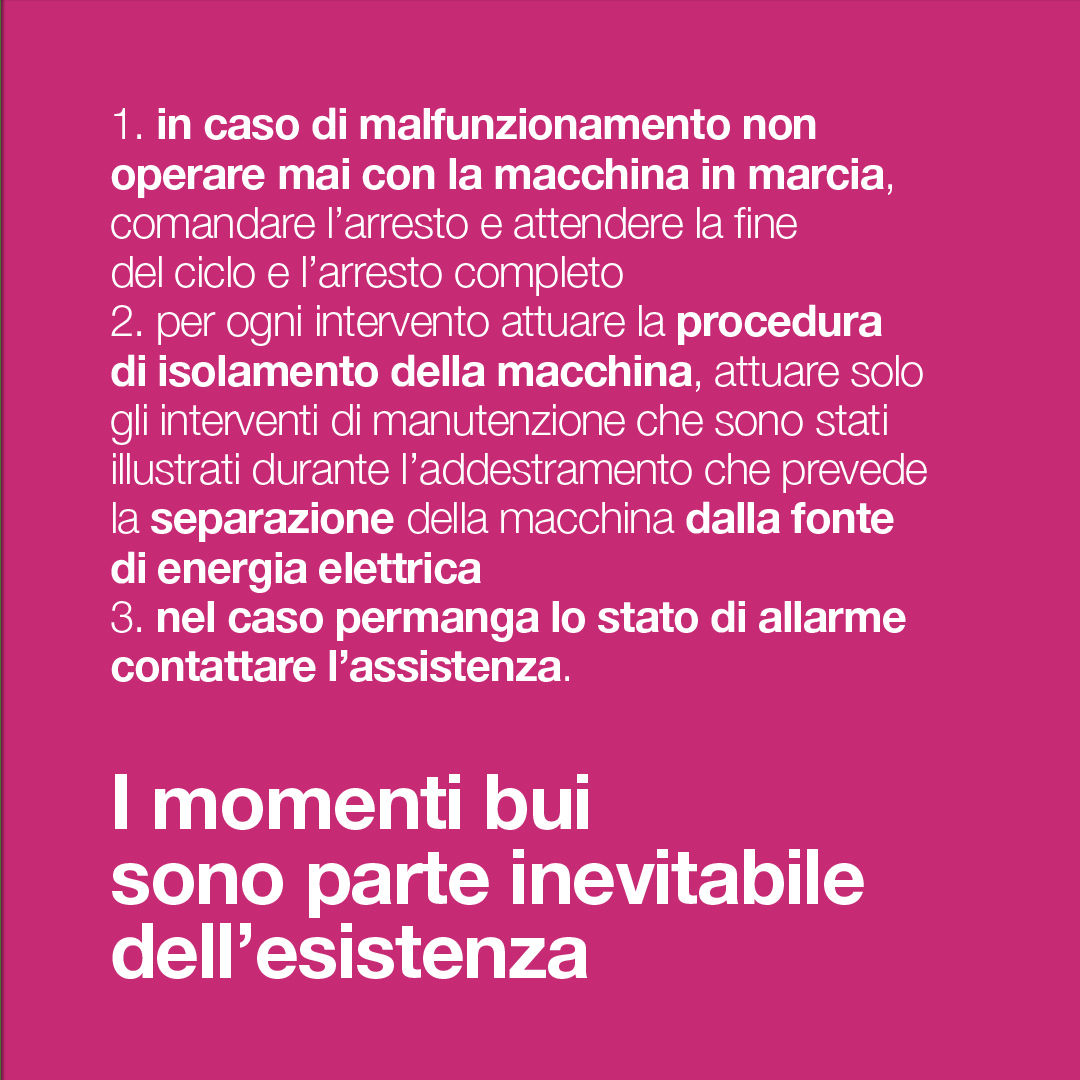 1. in caso di malfunzionamento non
operare mai con la macchina in marcia,
comandare l’arresto e attendere la fine
del ciclo e l’arresto completo
2. per ogni intervento attuare la procedura
di isolamento della macchina, attuare solo
gli interventi di manutenzione che sono stati
illustrati durante l’addestramento che prevede
la separazione della macchina dalla fonte
di energia elettrica
3. nel caso permanga lo stato di allarme
contattare l’assistenza.
I momenti bui
sono parte inevitabile
dell’esistenza